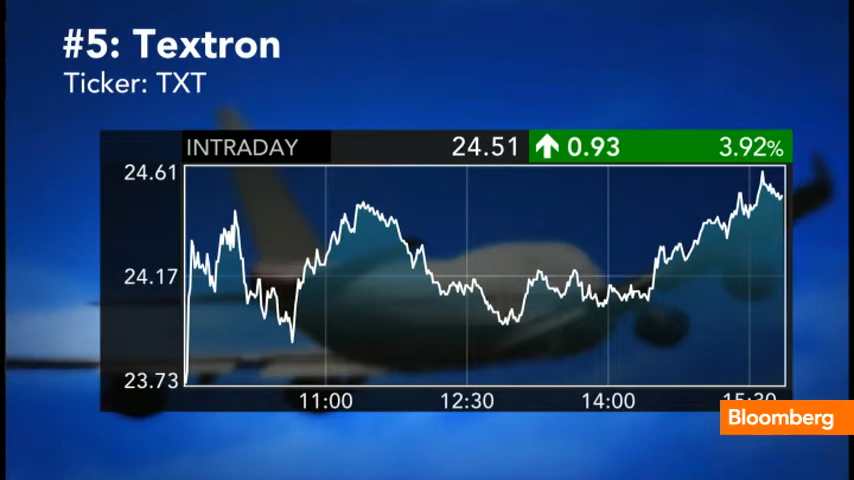 #5: Textron
Ticker: TXT
INTRADAY 24.51 ↑ 0.93 3.92%
24.61
24.17
23.73
11:00 12:30 14:00 15:30
Bloomberg